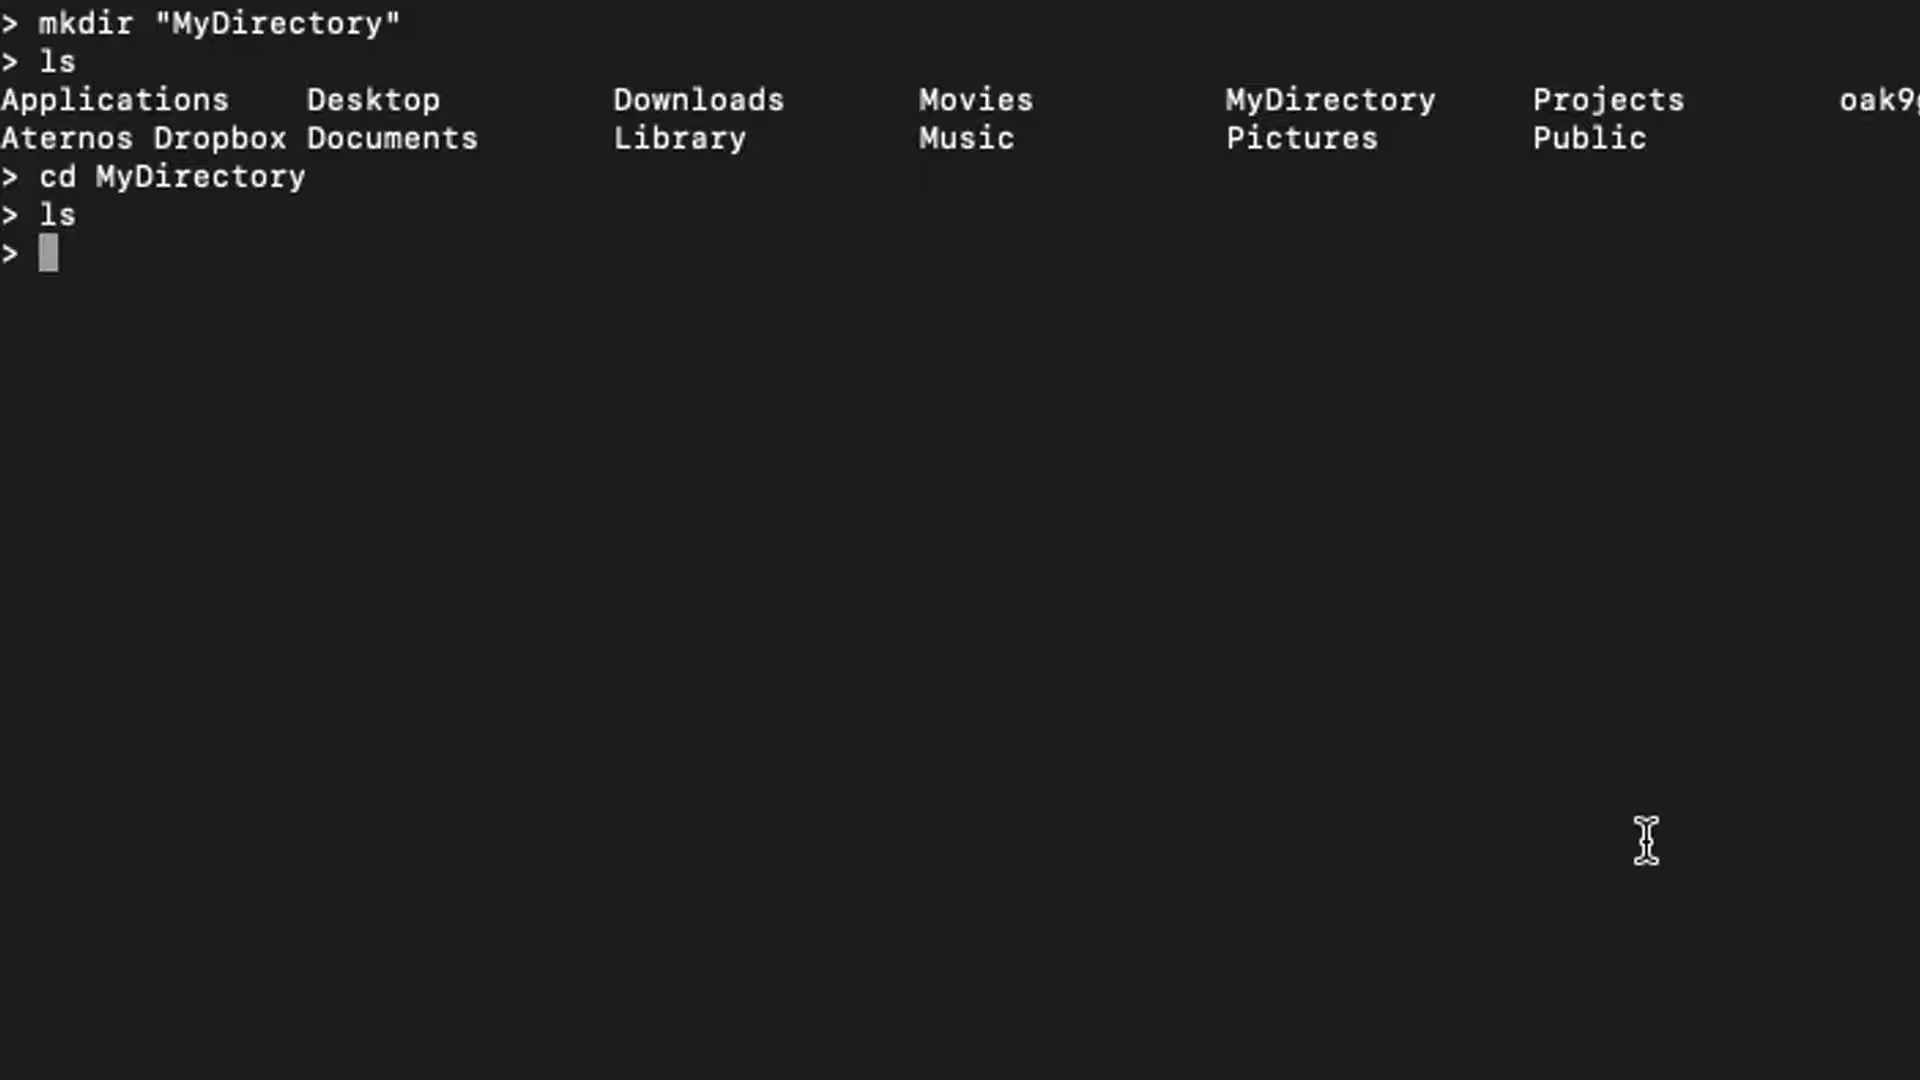 > mkdir "MyDirectory"
> ls
Applications Desktop Downloads Movies MyDirectory Projects
Aternos Dropbox Documents Library Music Pictures Public
> cd MyDirectory
> ls
>